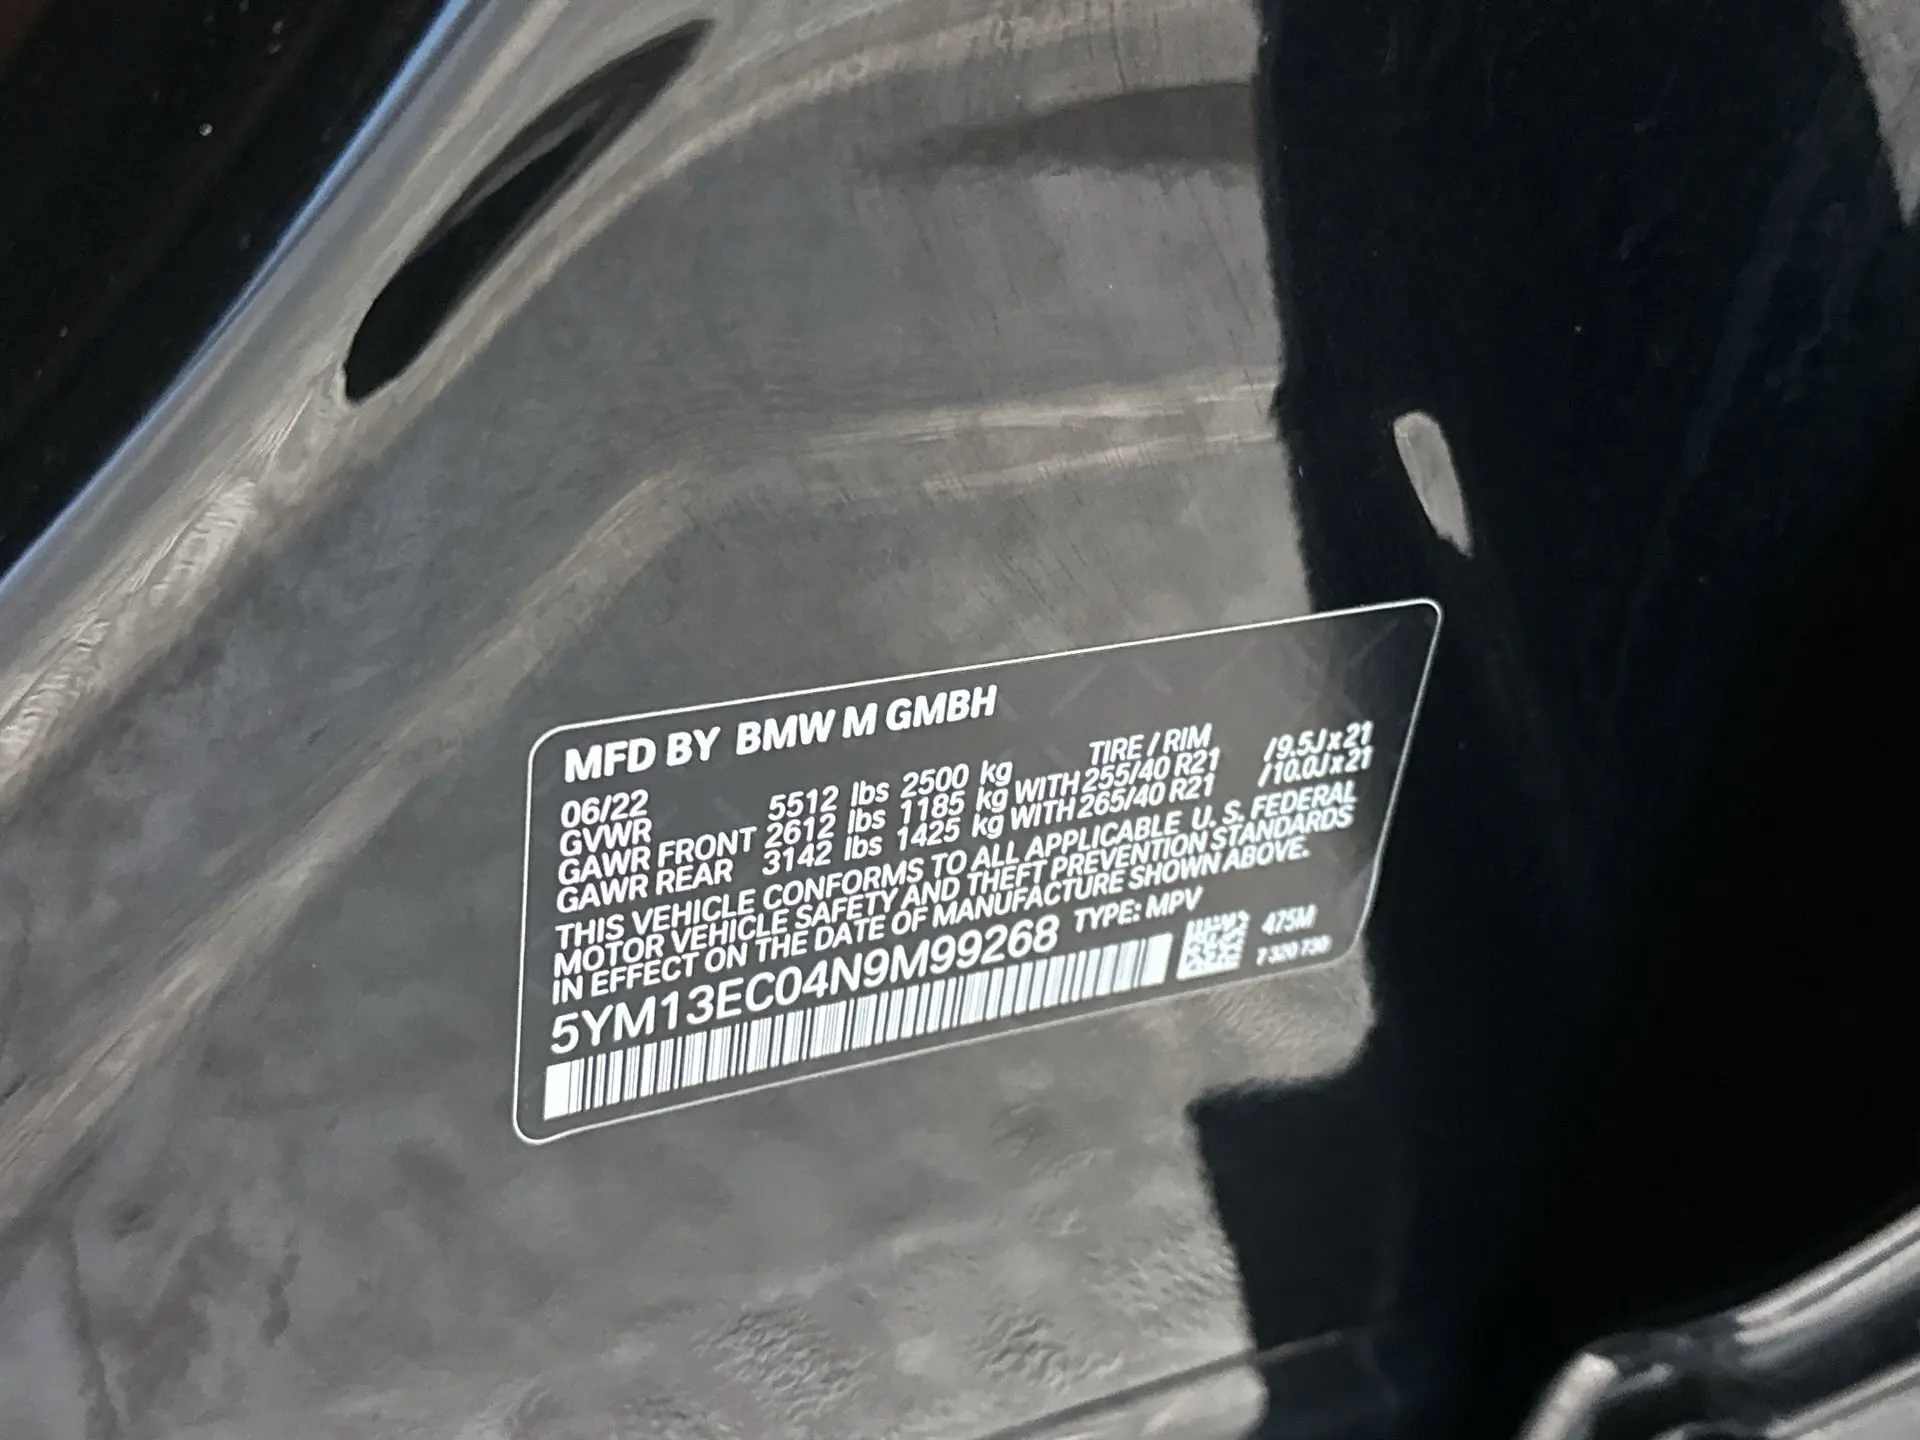 MFD BY BMW M GMBH
06/22 TIRE / RIM
GVWR 5512 lbs 2500 kg
GAWR FRONT 2612 lbs 1185 kg WITH 255/40 R21 /9.5J x 21
GAWR REAR 3142 lbs 1425 kg WITH 265/40 R21 /10.0J x 21
THIS VEHICLE CONFORMS TO ALL APPLICABLE U. S. FEDERAL
MOTOR VEHICLE SAFETY AND THEFT PREVENTION STANDARDS
IN EFFECT ON THE DATE OF MANUFACTURE SHOWN ABOVE.
5YM13EC04N9M99268 TYPE: MPV
475M
7 320 730